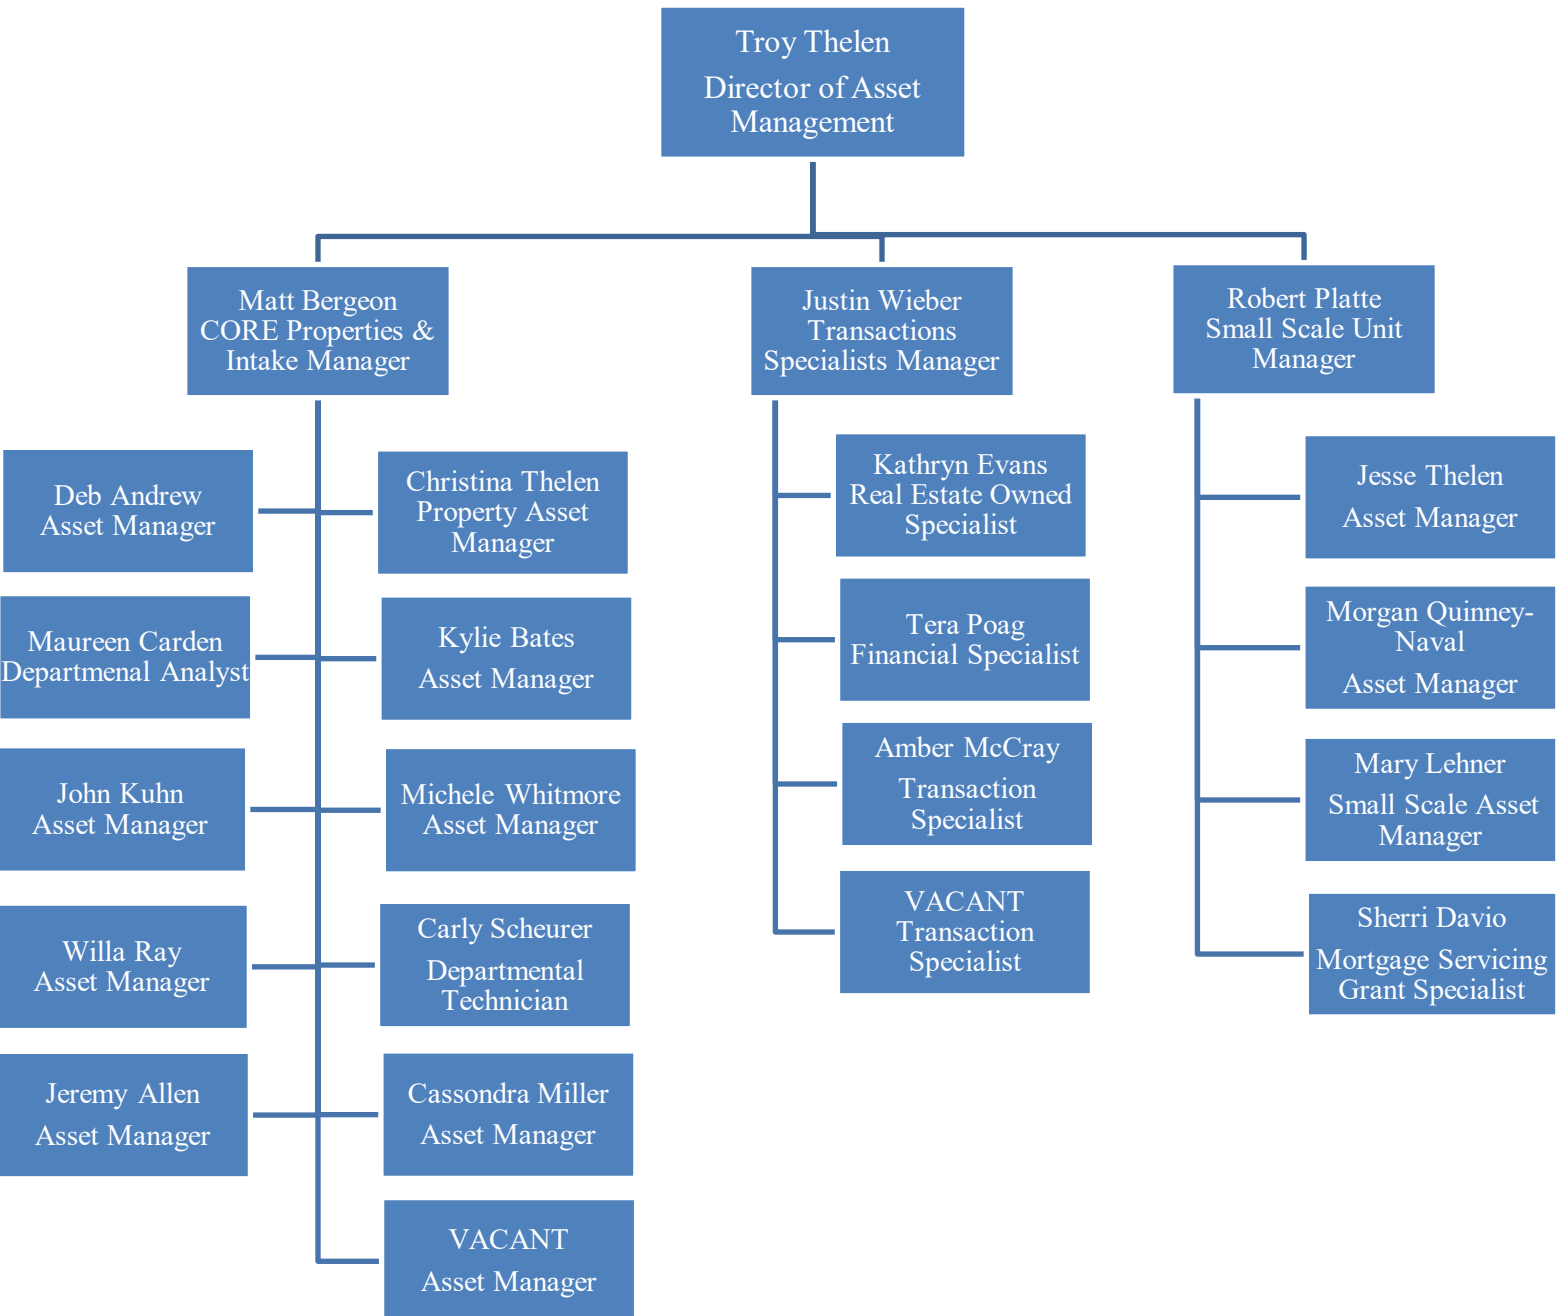 Troy Thelen
Director of Asset
Management
Matt Bergeon
CORE Properties &
Intake Manager
Justin Wieber
Transactions
Specialists Manager
Robert Platte
Small Scale Unit
Manager
Deb Andrew
Asset Manager
Christina Thelen
Property Asset
Manager
Maureen Carden
Departmenal Analyst
Kylie Bates
Asset Manager
John Kuhn
Asset Manager
Michele Whitmore
Asset Manager
Willa Ray
Asset Manager
Carly Scheurer
Departmental
Technician
Jeremy Allen
Asset Manager
Cassondra Miller
Asset Manager
VACANT
Asset Manager
Kathryn Evans
Real Estate Owned
Specialist
Tera Poag
Financial Specialist
Amber McCray
Transaction
Specialist
VACANT
Transaction
Specialist
Jesse Thelen
Asset Manager
Morgan Quinney-
Naval
Asset Manager
Mary Lehner
Small Scale Asset
Manager
Sherri Davio
Mortgage Servicing
Grant Specialist